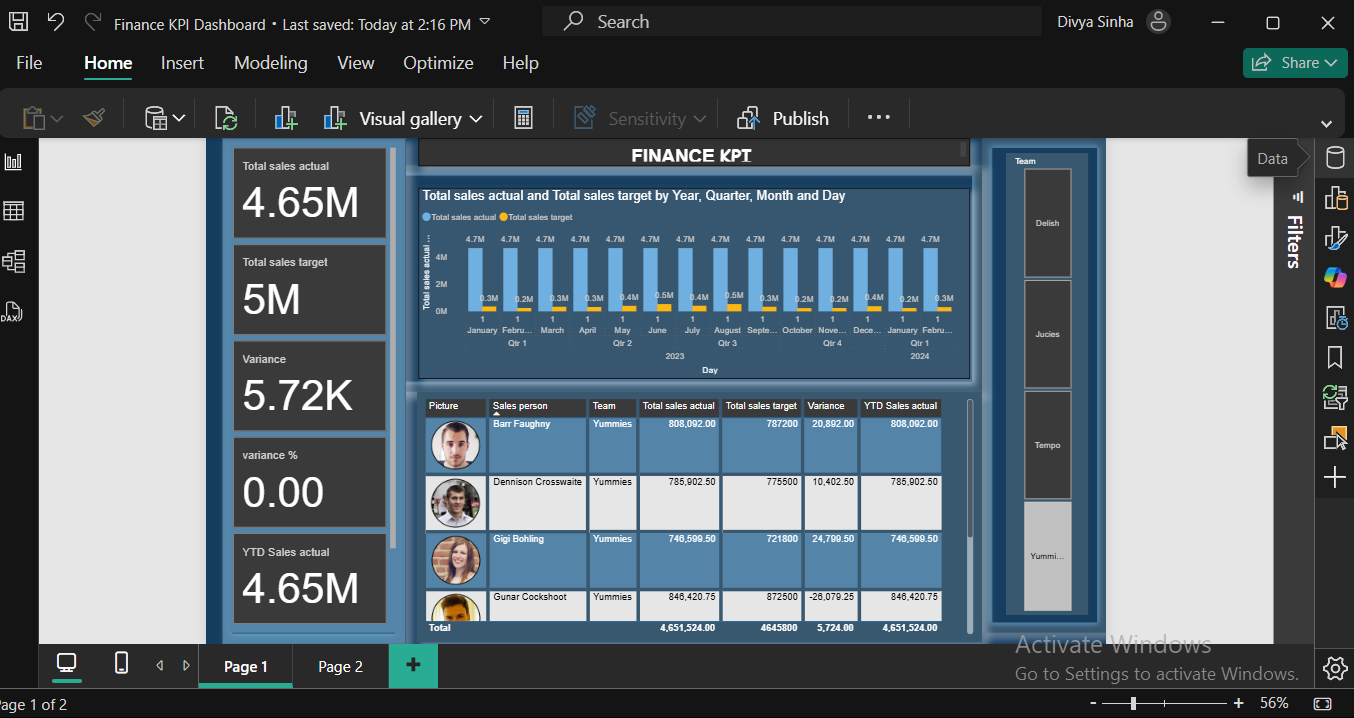 Finance KPI Dashboard • Last saved: Today at 2:16 PM
Search
Divya Sinha
File Home Insert Modeling View Optimize Help
Share
Visual gallery
Sensitivity
Publish
Data
Filters
DAX
Total sales actual
4.65M
Total sales target
5M
Variance
5.72K
variance %
0.00
YTD Sales actual
4.65M
FINANCE KPT
Total sales actual and Total sales target by Year, Quarter, Month and Day
Total sales actual Total sales target
Total sales actual ...
4.7M 4.7M 4.7M 4.7M 4.7M 4.7M 4.7M 4.7M 4.7M 4.7M 4.7M 4.7M 4.7M 4.7M
4M
2M
0M
0.3M 0.2M 0.3M 0.3M 0.4M 0.5M 0.4M 0.5M 0.3M 0.2M 0.2M 0.4M 0.2M 0.3M
1 1 1 1 1 1 1 1 1 1 1 1 1 1
January Febru... March April May June July August Septe... October Nove... Dece... January Febru...
Qtr 1 Qtr 2 Qtr 3 Qtr 4 Qtr 1
2023 2024
Day
Picture Sales person Team Total sales actual Total sales target Variance YTD Sales actual
Barr Faughny Yummies 808,092.00 787200 20,892.00 808,092.00
Dennison Crosswaite Yummies 785,902.50 775500 10,402.50 785,902.50
Gigi Bohling Yummies 746,599.50 721800 24,799.50 746,599.50
Gunar Cockshoot Yummies 846,420.75 872500 -26,079.25 846,420.75
Total 4,651,524.00 4645800 5,724.00 4,651,524.00
Team
Delish
Jucies
Tempo
Yummi...
Activate Windows
Go to Settings to activate Windows.
Page 1
Page 2
+
age 1 of 2
- + 56%